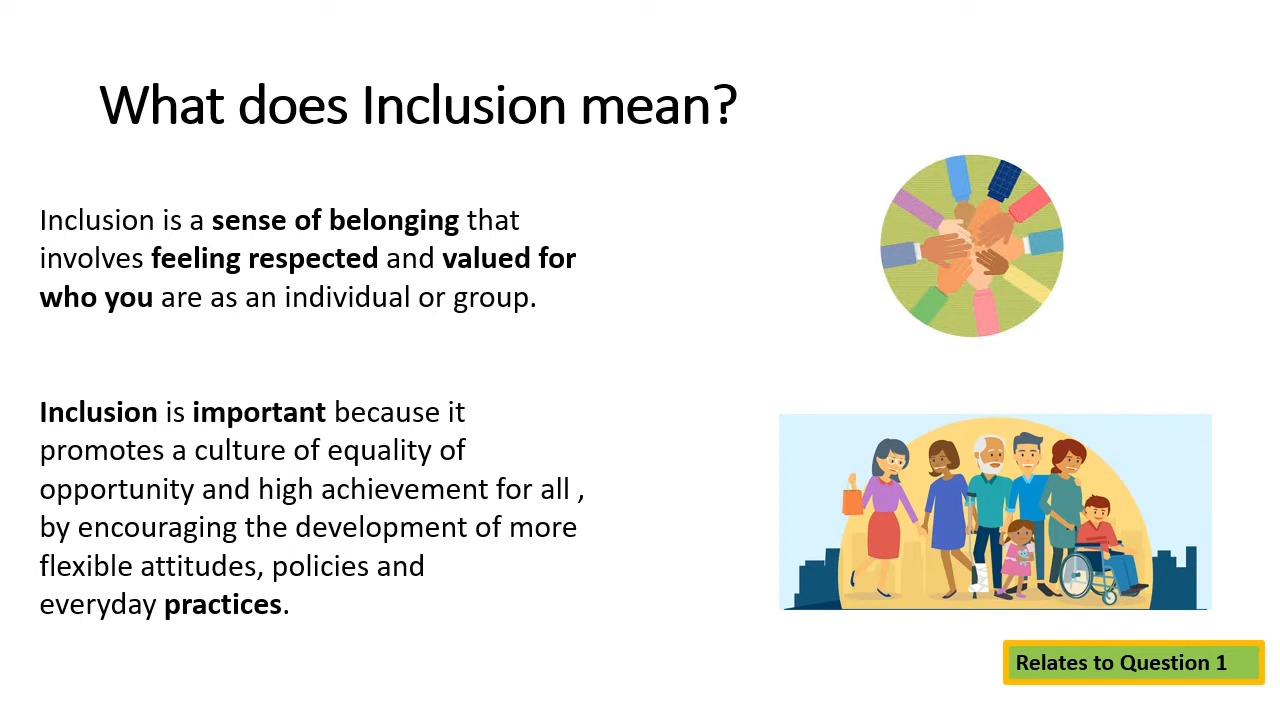 What does Inclusion mean?
Inclusion is a sense of belonging that
involves feeling respected and valued for
who you are as an individual or group.
Inclusion is important because it
promotes a culture of equality of
opportunity and high achievement for all ,
by encouraging the development of more
flexible attitudes, policies and
everyday practices.
Relates to Question 1